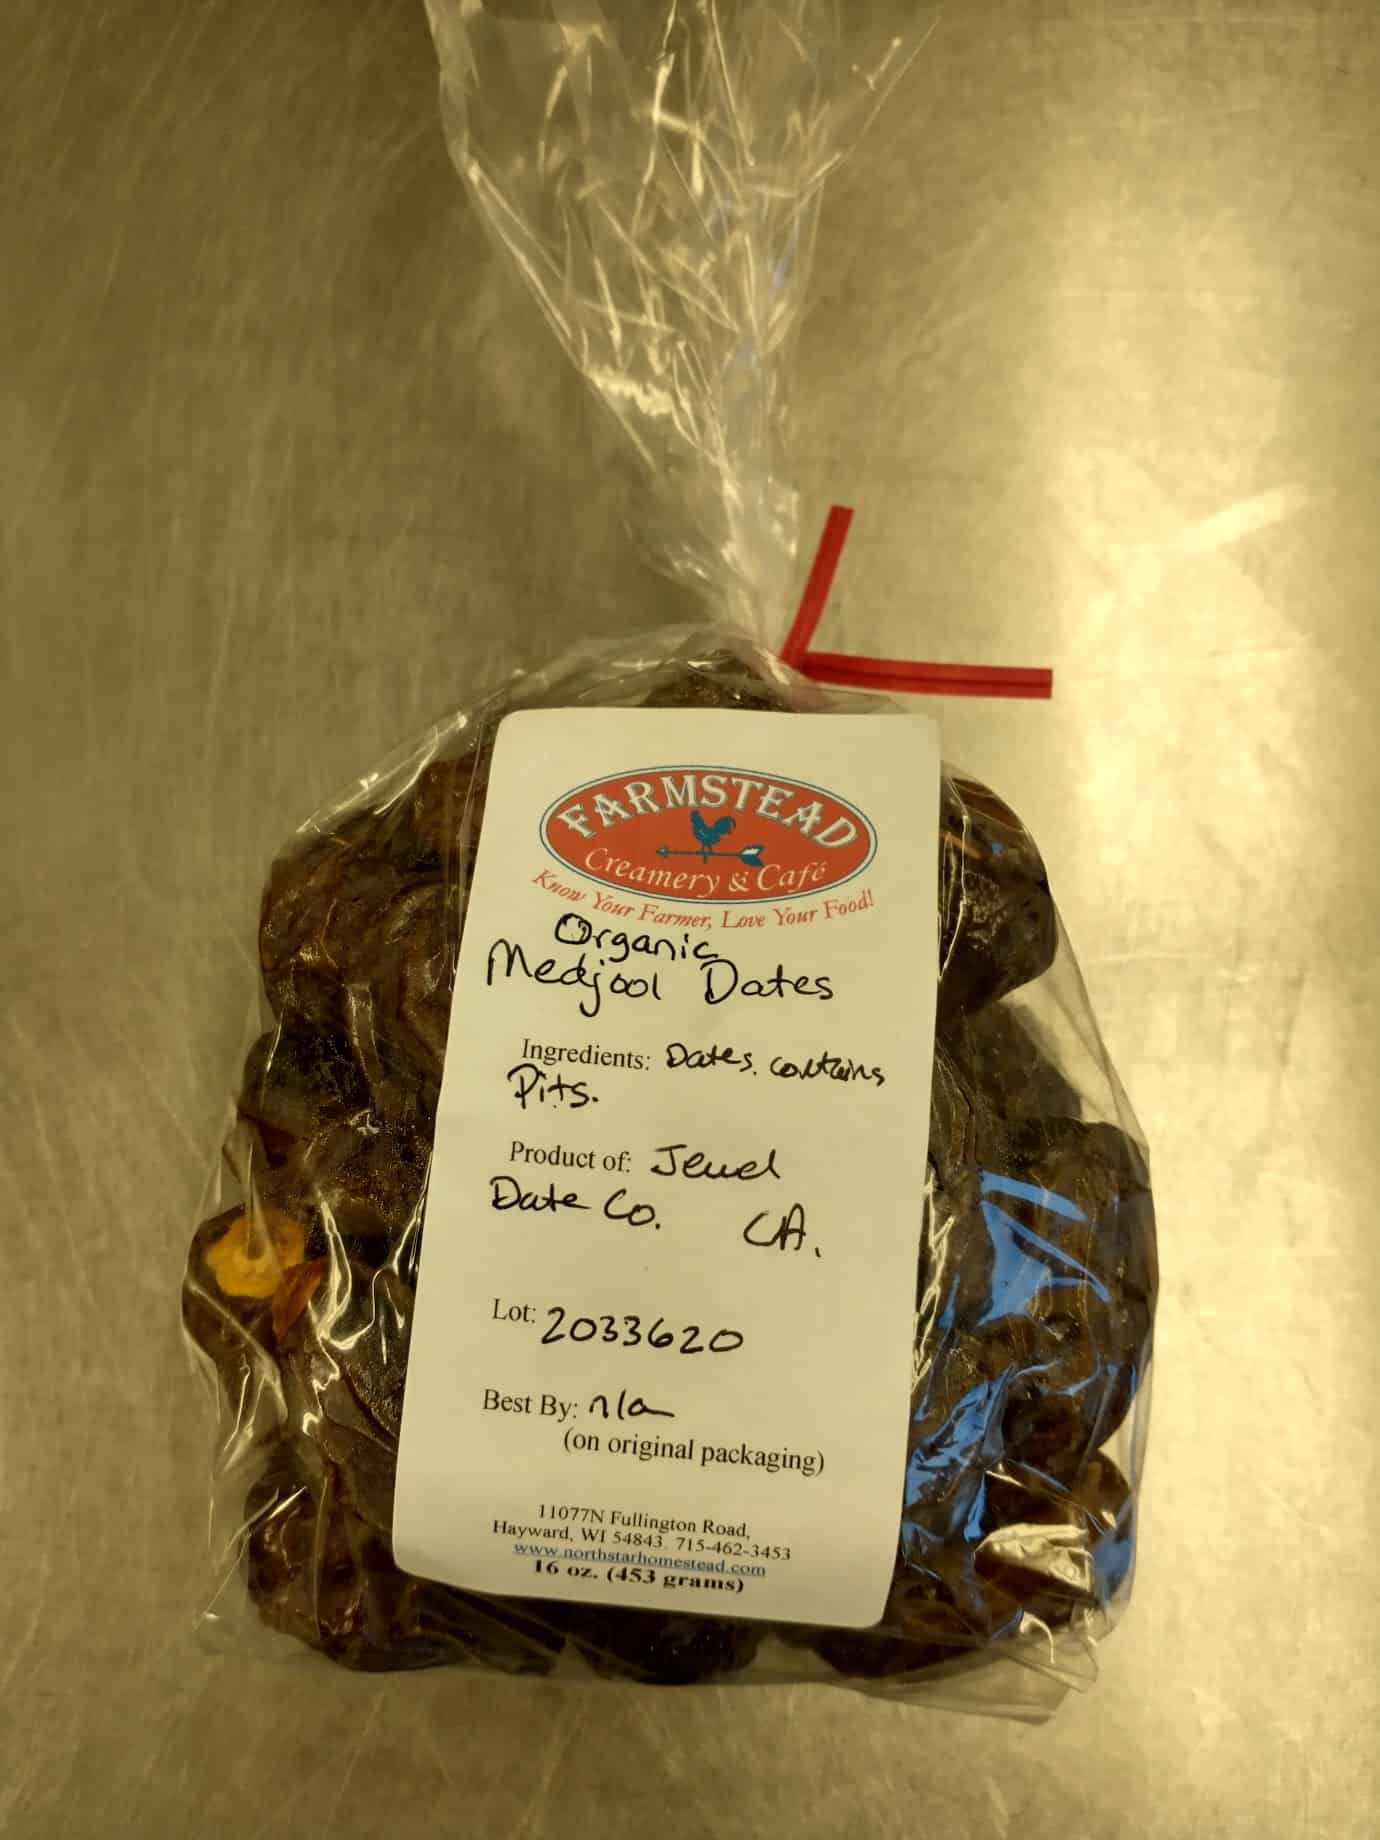 FARMSTEAD
Creamery & Café
Know Your Farmer, Love Your Food!
Organic
Medjool Dates
Ingredients: Dates. Contains
Pits.
Product of: Jewel
Date Co. CA.
Lot: 2033620
Best By: n/a
(on original packaging)
11077N Fullington Road,
Hayward, WI 54843 715-462-3453
www.northstarhomestead.com
16 oz. (453 grams)